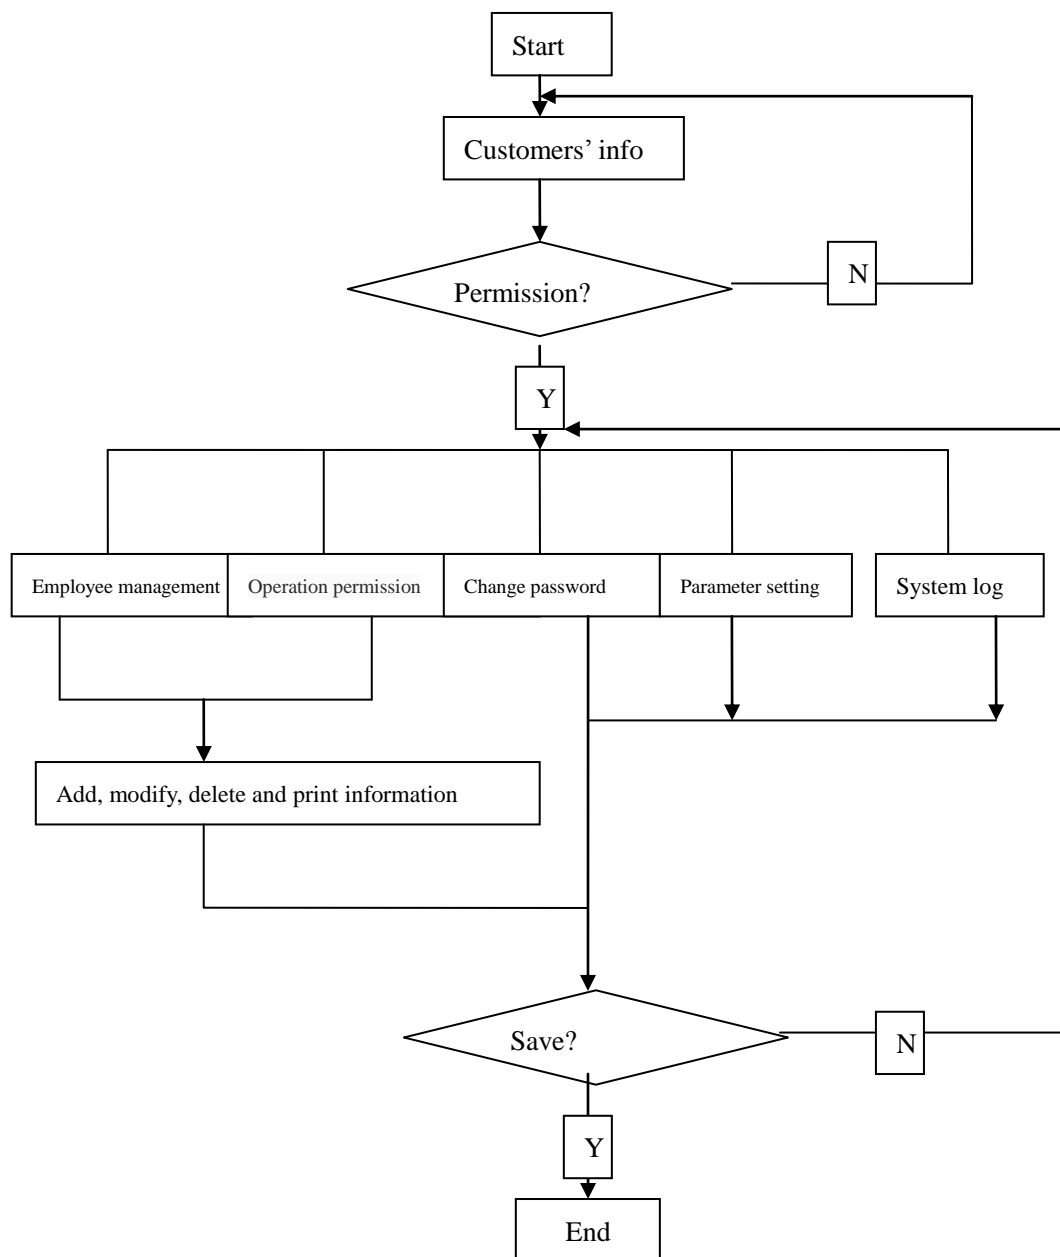 Start
Customers’ info
Permission?
N
Y
Employee management
Operation permission
Change password
Parameter setting
System log
Add, modify, delete and print information
Save?
N
Y
End